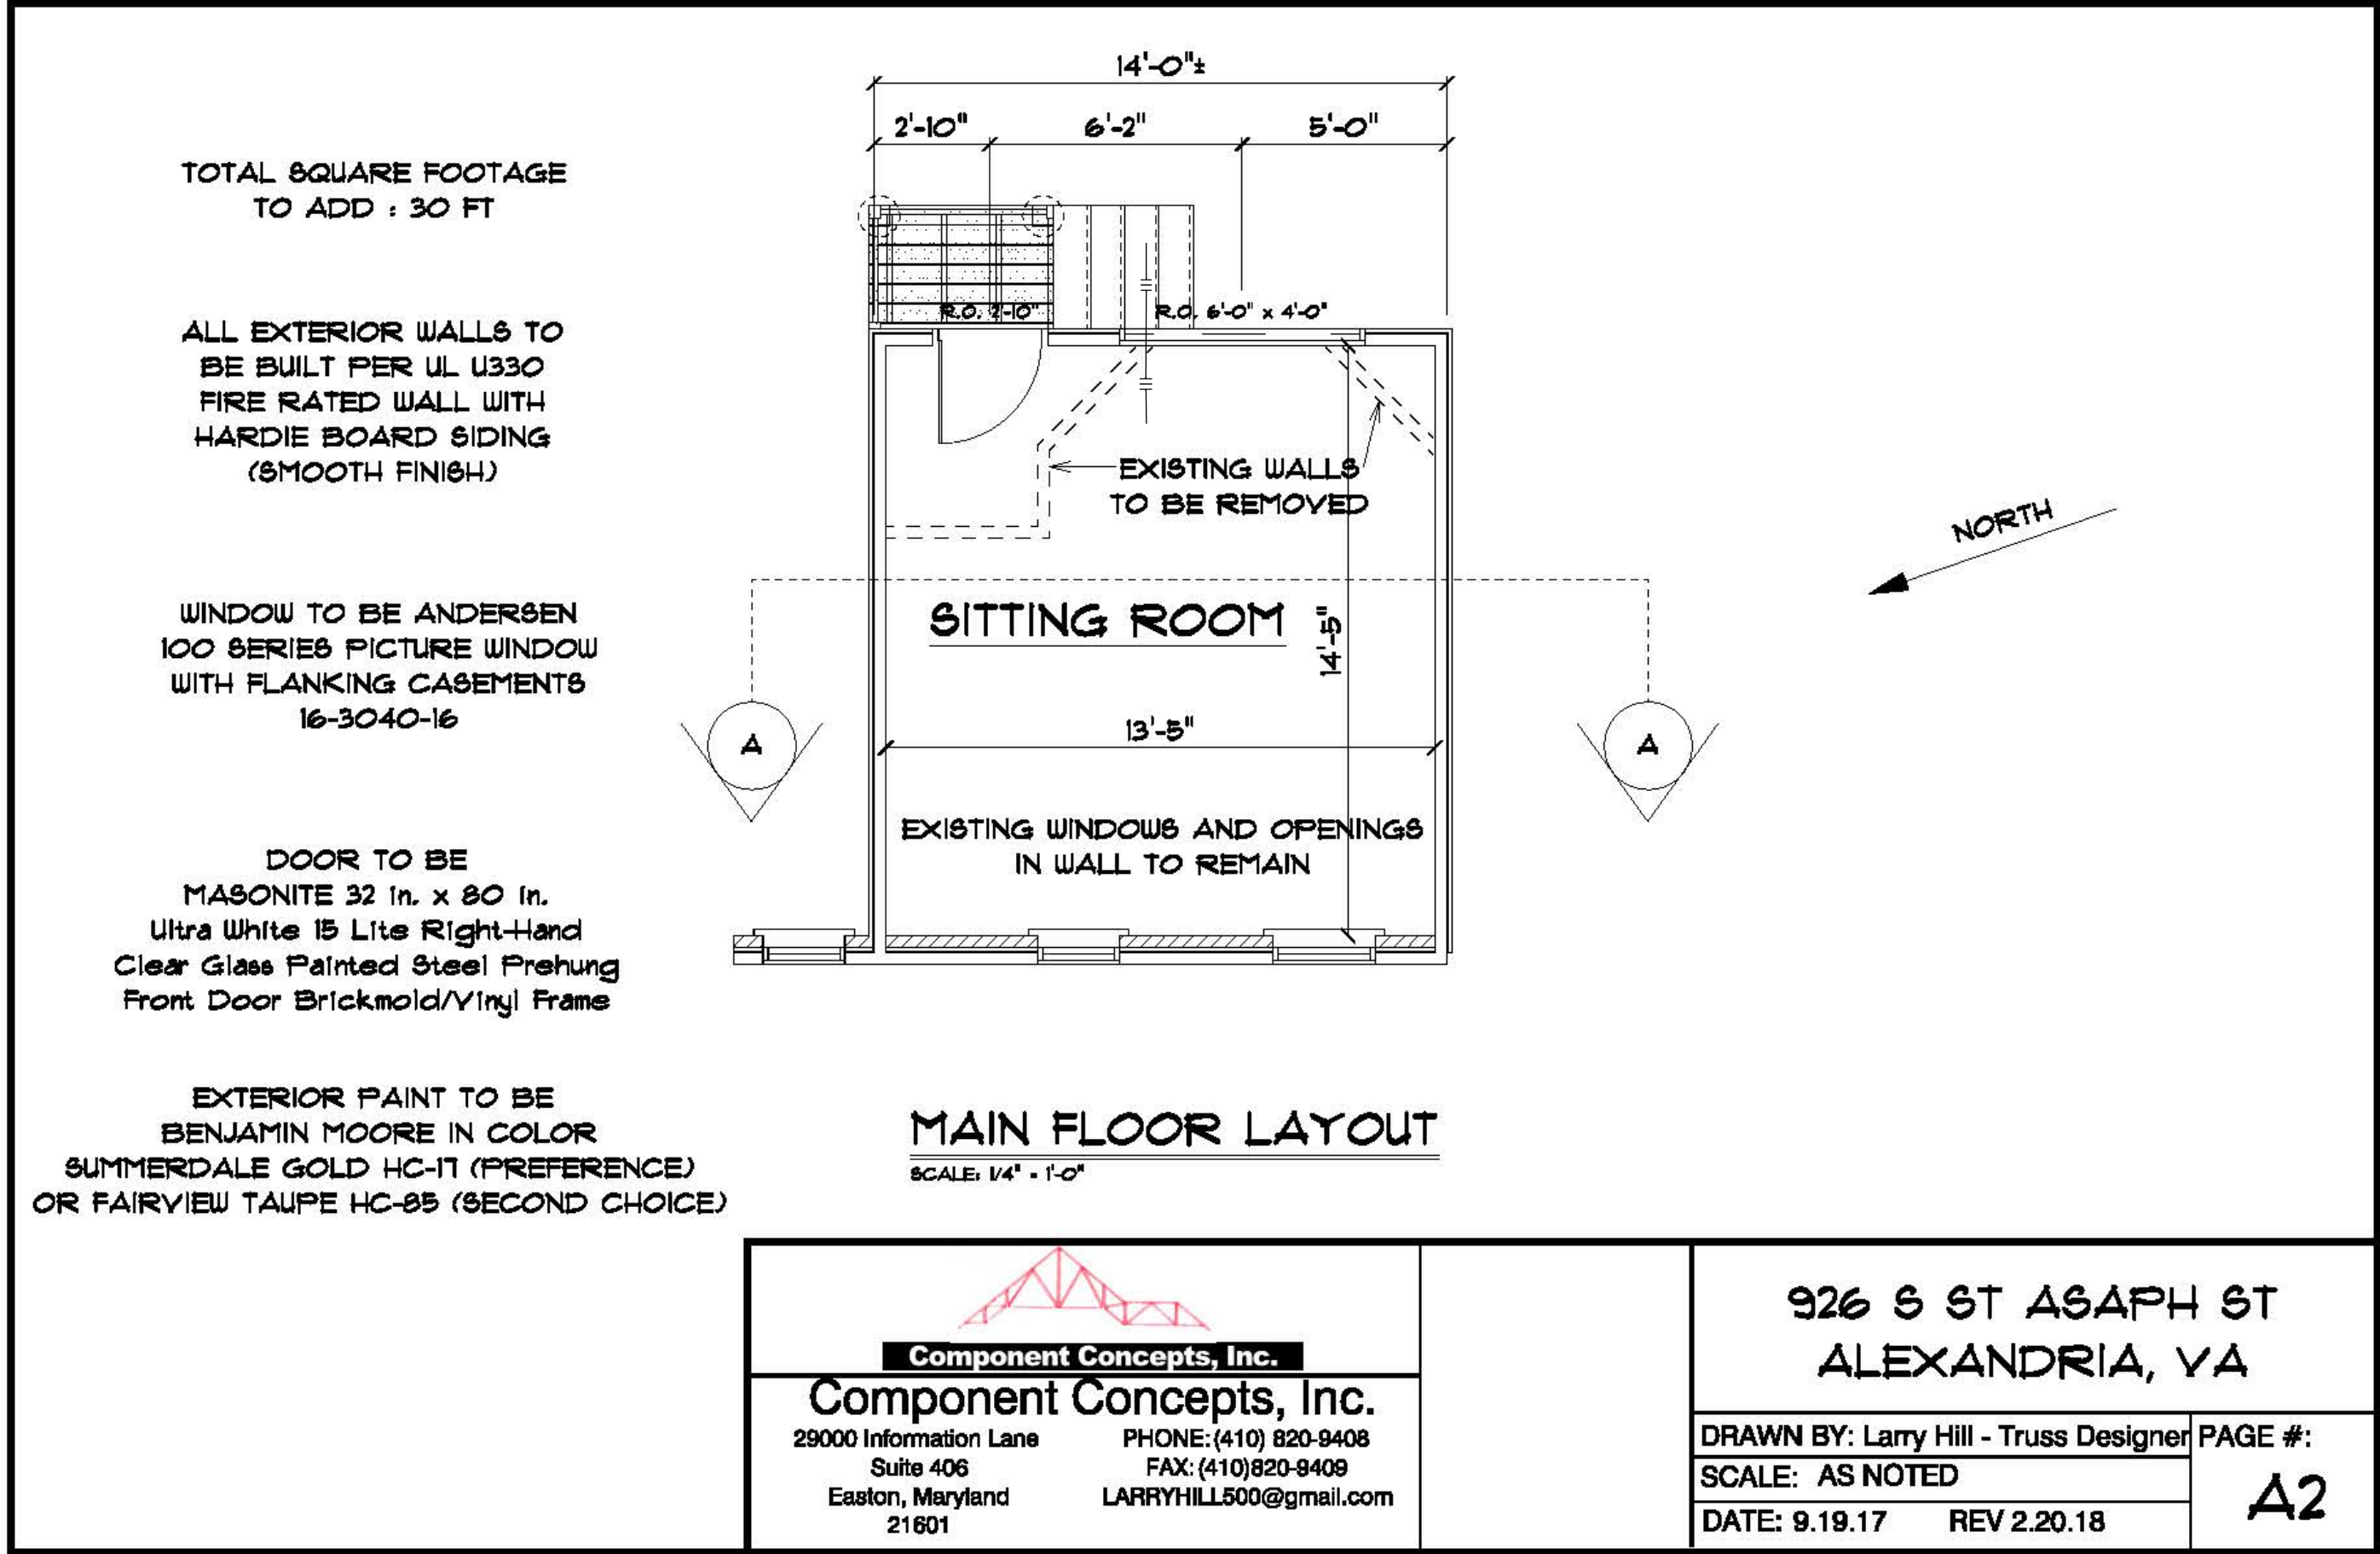 14'-0"±
2'-10"
6'-2"
5'-0"
TOTAL SQUARE FOOTAGE
TO ADD : 30 FT
ALL EXTERIOR WALLS TO
BE BUILT PER UL U330
FIRE RATED WALL WITH
HARDIE BOARD SIDING
(SMOOTH FINISH)
WINDOW TO BE ANDERSEN
100 SERIES PICTURE WINDOW
WITH FLANKING CASEMENTS
16-3040-16
DOOR TO BE
MASONITE 32 in. x 80 in.
Ultra White 15 Lite Right-Hand
Clear Glass Painted Steel Prehung
Front Door Brickmold/Vinyl Frame
EXTERIOR PAINT TO BE
BENJAMIN MOORE IN COLOR
SUMMERDALE GOLD HC-17 (PREFERENCE)
OR FAIRVIEW TAUPE HC-85 (SECOND CHOICE)
R.O. 2'-10"
R.O. 6'-0" x 4'-0"
EXISTING WALLS
TO BE REMOVED
NORTH
SITTING ROOM
14'-5"
13'-5"
A
A
EXISTING WINDOWS AND OPENINGS
IN WALL TO REMAIN
MAIN FLOOR LAYOUT
SCALE: 1/4" = 1'-0"
Component Concepts, Inc.
Component Concepts, Inc.
29000 Information Lane
Suite 406
Easton, Maryland
21601
PHONE: (410) 820-9408
FAX: (410)820-9409
LARRYHILL500@gmail.com
926 S ST ASAPH ST
ALEXANDRIA, VA
DRAWN BY: Larry Hill - Truss Designer
SCALE: AS NOTED
DATE: 9.19.17 REV 2.20.18
PAGE #:
A2